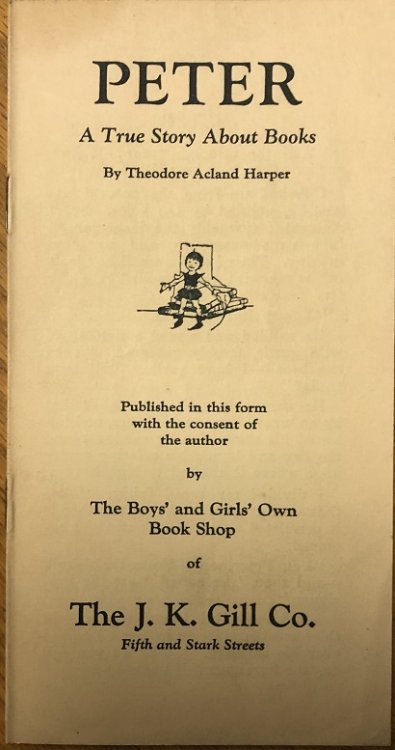 PETER
A True Story About Books
By Theodore Acland Harper
Published in this form
with the consent of
the author
by
The Boys' and Girls' Own
Book Shop
of
The J. K. Gill Co.
Fifth and Stark Streets